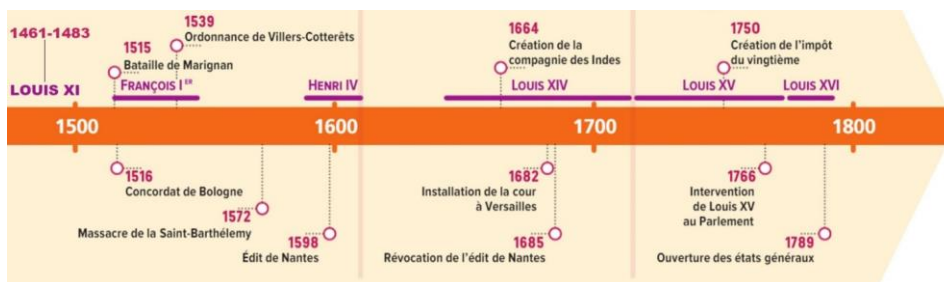 1461-1483
LOUIS XI
1515
Bataille de Marignan
1539
Ordonnance de Villers-Cotterêts
FRANÇOIS IER
HENRI IV
1664
Création de la
compagnie des Indes
LOUIS XIV
1750
Création de l'impôt
du vingtième
LOUIS XV
LOUIS XVI
1500
1600
1700
1800
1516
Concordat de Bologne
1572
Massacre de la Saint-Barthélemy
1598
Édit de Nantes
1682
Installation de la cour
à Versailles
1685
Révocation de l'édit de Nantes
1766
Intervention
de Louis XV
au Parlement
1789
Ouverture des états généraux